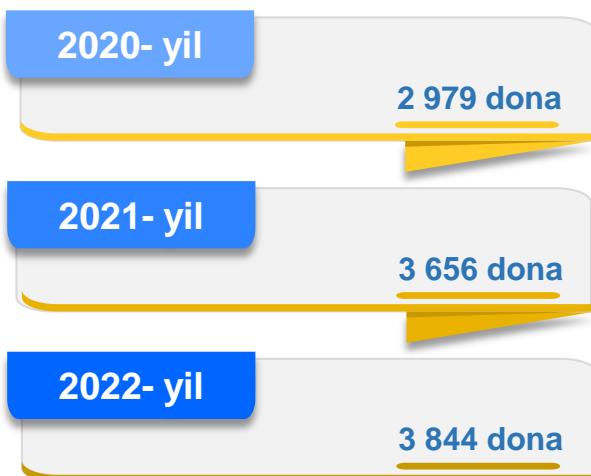 2020- yil
2 979 dona
2021- yil
3 656 dona
2022- yil
3 844 dona